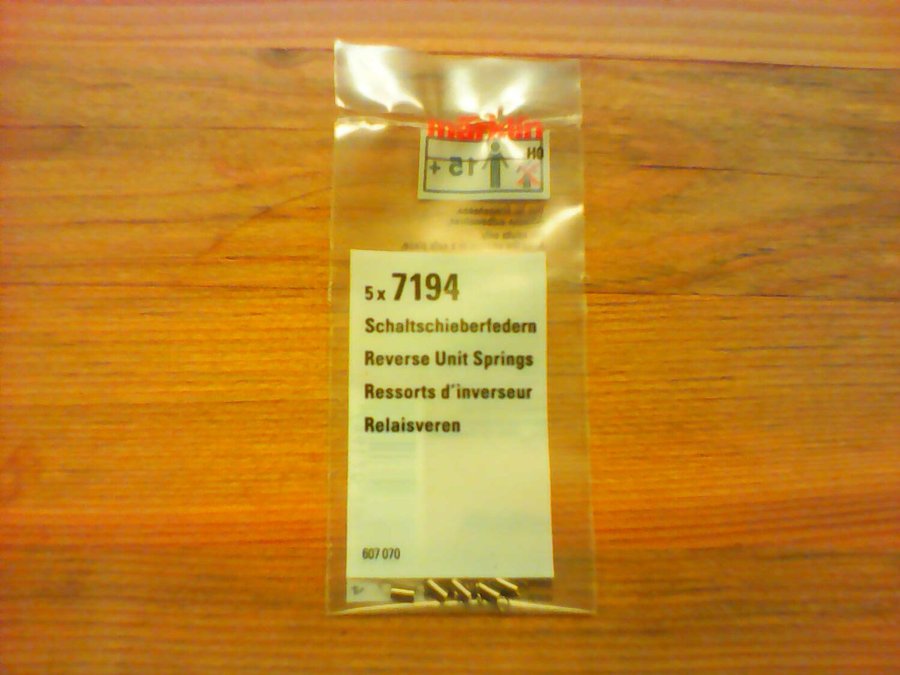 märklin
H0
15+
5 x 7194
Schaltschieberfedern
Reverse Unit Springs
Ressorts d'inverseur
Relaisveren
607 070